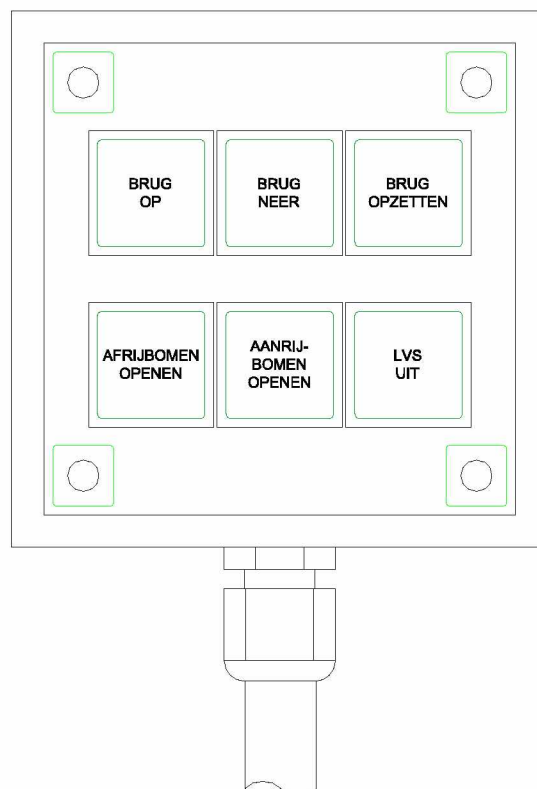 BRUG
OP
BRUG
NEER
BRUG
OPZETTEN
AFRIJBOMEN
OPENEN
AANRIJ-
BOMEN
OPENEN
LVS
UIT